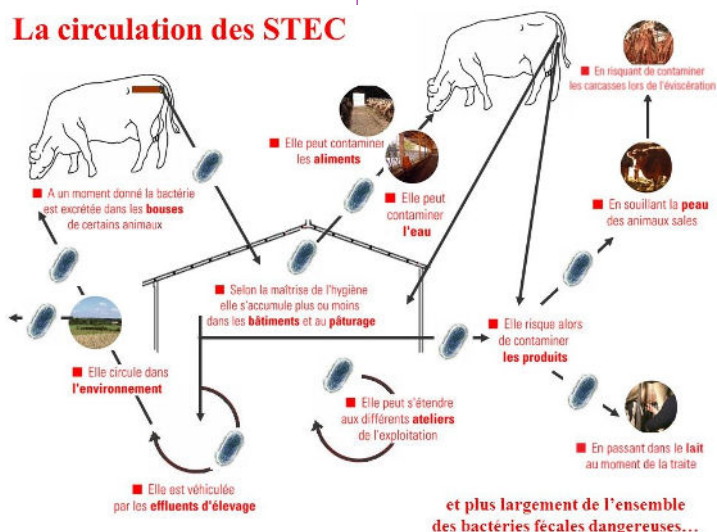 La circulation des STEC
■ A un moment donné la bactérie
est excrétée dans les bouses
de certains animaux
■ Elle peut contaminer
les aliments
■ Elle peut
contaminer
l'eau
■ En risquant de contaminer
les carcasses lors de l'éviscération
■ En souillant la peau
des animaux sales
■ Selon la maîtrise de l'hygiène
elle s'accumule plus ou moins
dans les bâtiments et au pâturage
■ Elle risque alors
de contaminer
les produits
■ Elle circule dans
l'environnement
■ Elle peut s'étendre
aux différents ateliers
de l'exploitation
■ En passant dans le lait
au moment de la traite
■ Elle est véhiculée
par les effluents d'élevage
et plus largement de l'ensemble
des bactéries fécales dangereuses...